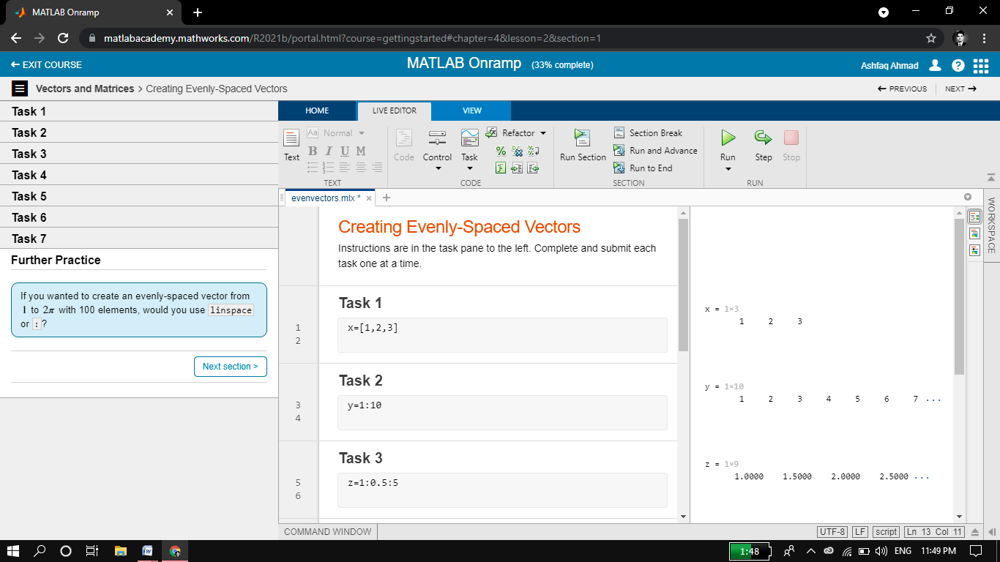 MATLAB Onramp
matlabacademy.mathworks.com/R2021b/portal.html?course=gettingstarted#chapter=4&lesson=2&section=1
EXIT COURSE
MATLAB Onramp (33% complete)
Ashfaq Ahmad
Vectors and Matrices > Creating Evenly-Spaced Vectors
PREVIOUS
NEXT
Task 1
Task 2
Task 3
Task 4
Task 5
Task 6
Task 7
Further Practice
If you wanted to create an evenly-spaced vector from
1 to 2π with 100 elements, would you use linspace
or : ?
Next section >
HOME
LIVE EDITOR
VIEW
Text
Aa Normal
B I U M
TEXT
Code
Control
Task
Refactor
CODE
Run Section
Section Break
Run and Advance
Run to End
SECTION
Run
Step
Stop
RUN
evenvectors.mlx *
Creating Evenly-Spaced Vectors
Instructions are in the task pane to the left. Complete and submit each
task one at a time.
Task 1
1 x=[1,2,3]
2
Task 2
3 y=1:10
4
Task 3
5 z=1:0.5:5
6
x = 1×3
1 2 3
y = 1×10
1 2 3 4 5 6 7 ...
z = 1×9
1.0000 1.5000 2.0000 2.5000 ...
WORKSPACE
COMMAND WINDOW
UTF-8 LF script Ln 13 Col 11
1:48
ENG
11:49 PM